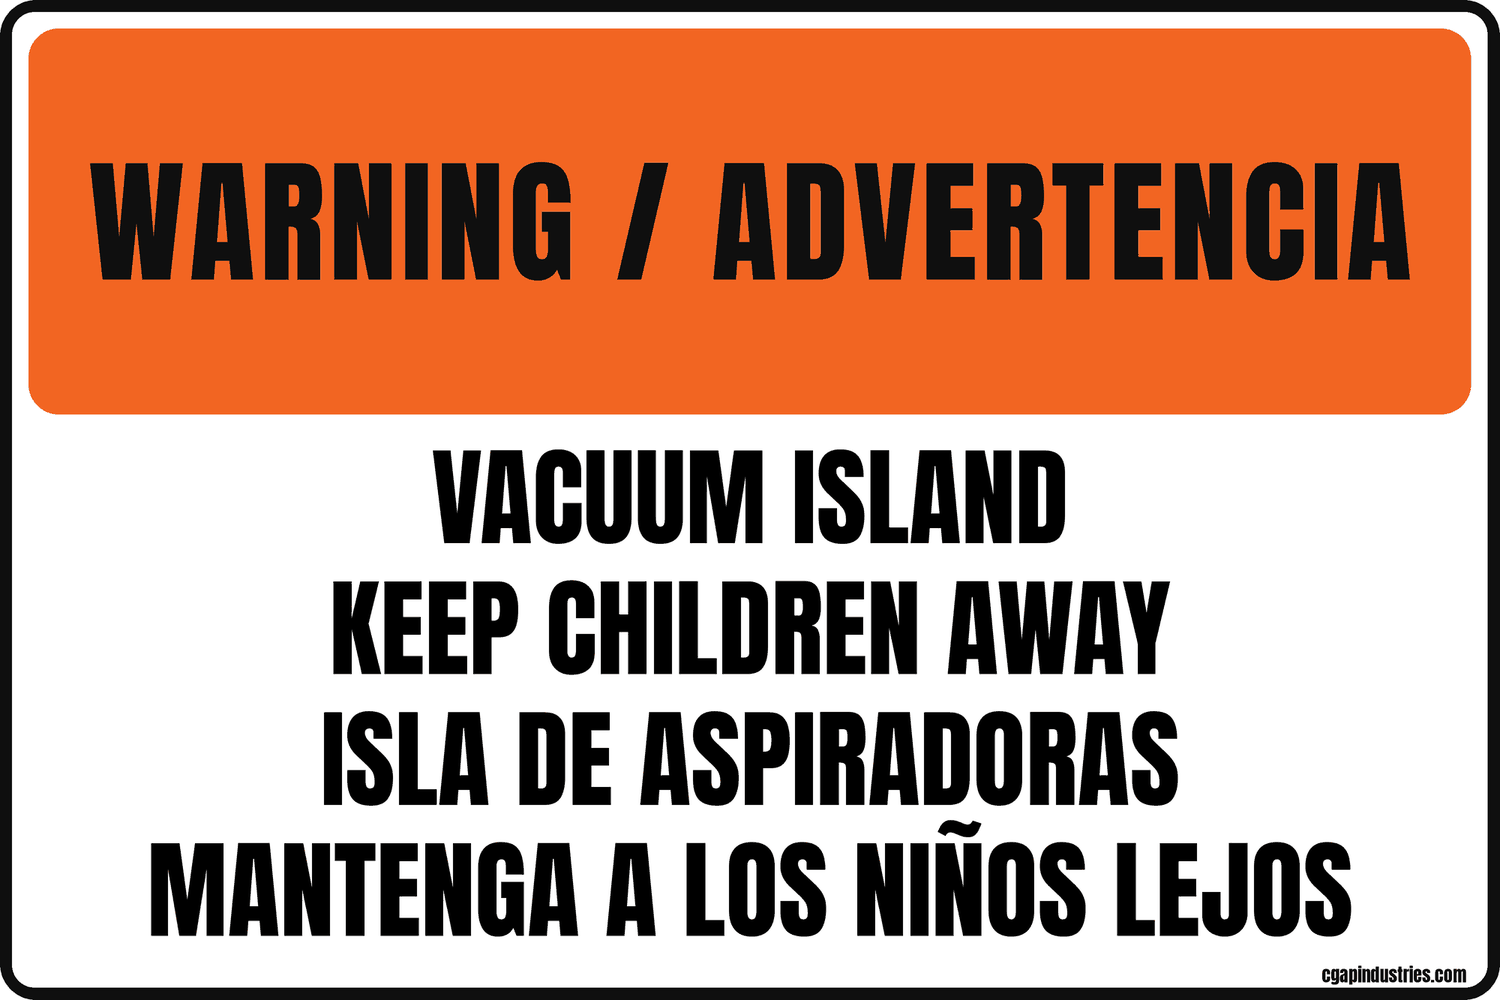 WARNING / ADVERTENCIA
VACUUM ISLAND
KEEP CHILDREN AWAY
ISLA DE ASPIRADORAS
MANTENGA A LOS NIÑOS LEJOS
cgapindustries.com